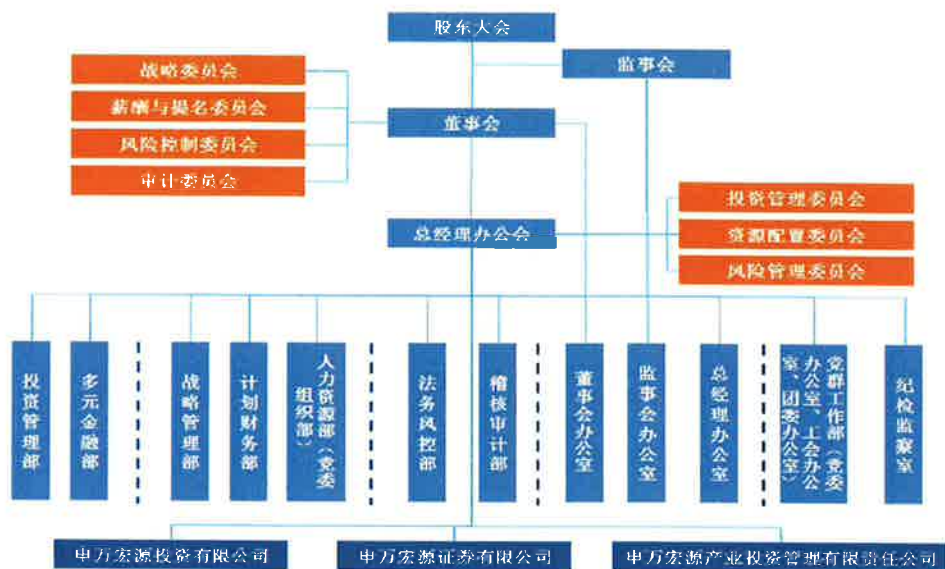 股东大会
监事会
战略委员会
薪酬与提名委员会
董事会
风险控制委员会
审计委员会
投资管理委员会
总经理办公会
资源配置委员会
风险管理委员会
投资管理部
多元金融部
战略管理部
计划财务部
人力资源部（党委
组织部）
法务风控部
稽核审计部
董事会办公室
监事会办公室
总经理办公室
党群工作部（党委
办公室、工会办公
室、团委办公室）
纪检监察室
申万宏源投资有限公司
申万宏源证券有限公司
申万宏源产业投资管理有限责任公司